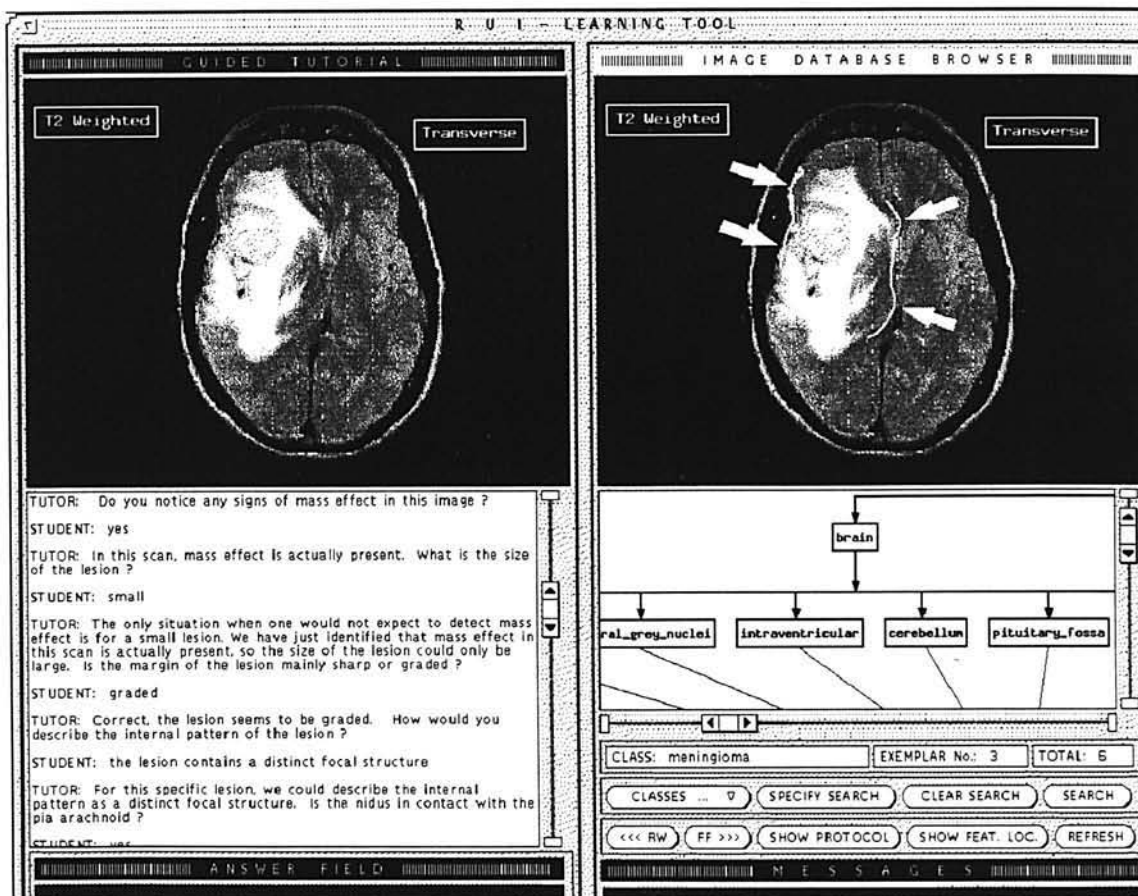 R U I - LEARNING TOOL
GUIDED TUTORIAL
T2 Weighted
Transverse
TUTOR: Do you notice any signs of mass effect in this image ?
STUDENT: yes
TUTOR: In this scan, mass effect is actually present. What is the size
of the lesion ?
STUDENT: small
TUTOR: The only situation when one would not expect to detect mass
effect is for a small lesion. We have just identified that mass effect in
this scan is actually present, so the size of the lesion could only be
large. Is the margin of the lesion mainly sharp or graded ?
STUDENT: graded
TUTOR: Correct, the lesion seems to be graded. How would you
describe the internal pattern of the lesion ?
STUDENT: the lesion contains a distinct focal structure
TUTOR: For this specific lesion, we could describe the internal
pattern as a distinct focal structure. Is the nidus in contact with the
pia arachnoid ?
STUDENT: yes
ANSWER FIELD
IMAGE DATABASE BROWSER
T2 Weighted
Transverse
brain
ral_grey_nuclei
intraventricular
cerebellum
pituitary_fossa
CLASS: meningioma
EXEMPLAR No.: 3
TOTAL: 6
CLASSES ...
SPECIFY SEARCH
CLEAR SEARCH
SEARCH
<<< RW
FF >>>
SHOW PROTOCOL
SHOW FEAT. LOC.
REFRESH
MESSAGES